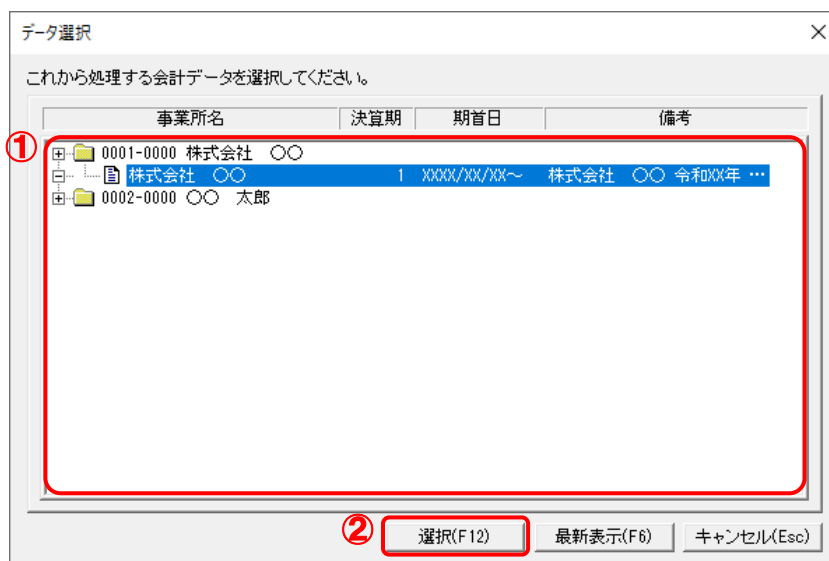 データ選択
これから処理する会計データを選択してください。
事業所名 決算期 期首日 備考
①
0001-0000 株式会社 〇〇
株式会社 〇〇 1 XXXX/XX/XX～ 株式会社 〇〇 令和XX年 …
0002-0000 〇〇 太郎
② 選択(F12) 最新表示(F6) キャンセル(Esc)